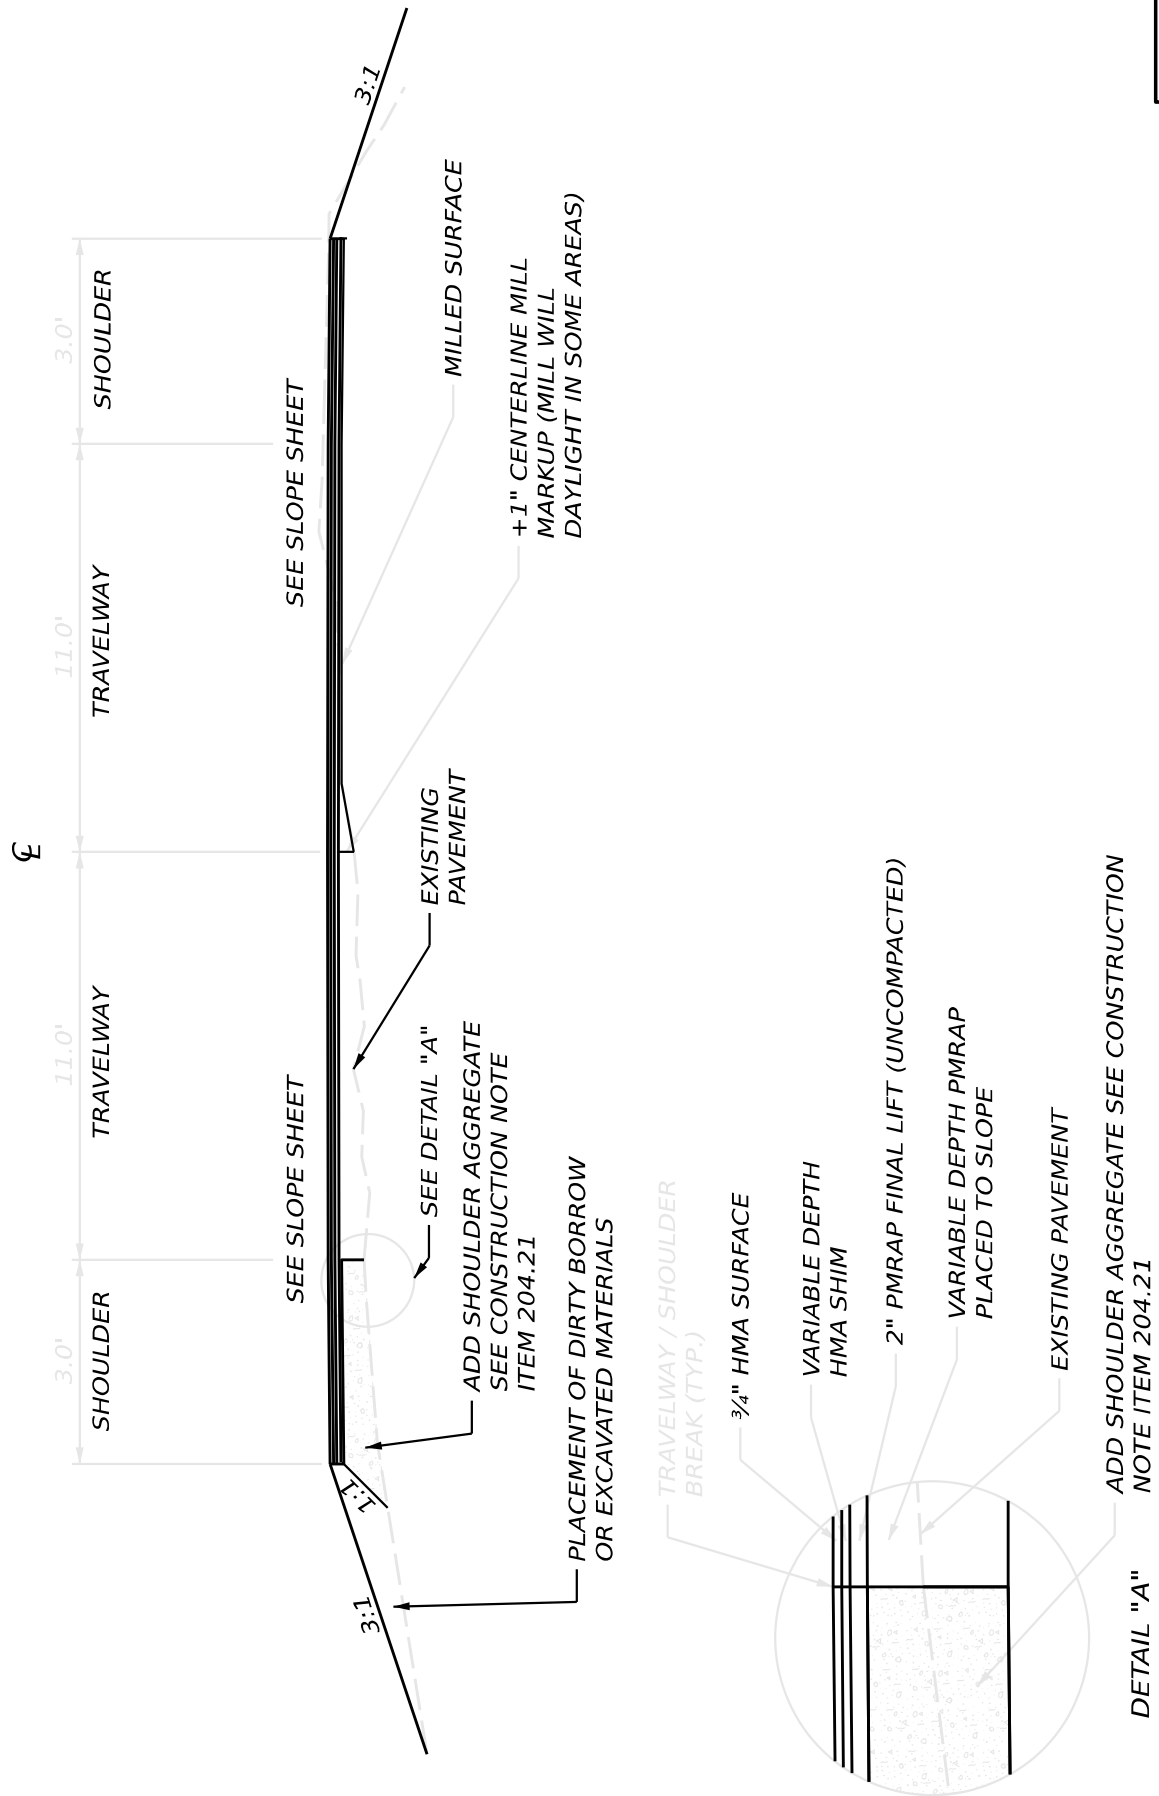 ℄
3.0'
11.0'
11.0'
3.0'
SHOULDER
TRAVELWAY
TRAVELWAY
SHOULDER
SEE SLOPE SHEET
SEE SLOPE SHEET
3:1
1:1
3:1
EXISTING
PAVEMENT
MILLED SURFACE
SEE DETAIL "A"
ADD SHOULDER AGGREGATE
SEE CONSTRUCTION NOTE
ITEM 204.21
+1" CENTERLINE MILL
MARKUP (MILL WILL
DAYLIGHT IN SOME AREAS)
PLACEMENT OF DIRTY BORROW
OR EXCAVATED MATERIALS
TRAVELWAY / SHOULDER
BREAK (TYP.)
¾" HMA SURFACE
VARIABLE DEPTH
HMA SHIM
2" PMRAP FINAL LIFT (UNCOMPACTED)
VARIABLE DEPTH PMRAP
PLACED TO SLOPE
EXISTING PAVEMENT
ADD SHOULDER AGGREGATE SEE CONSTRUCTION
NOTE ITEM 204.21
DETAIL "A"